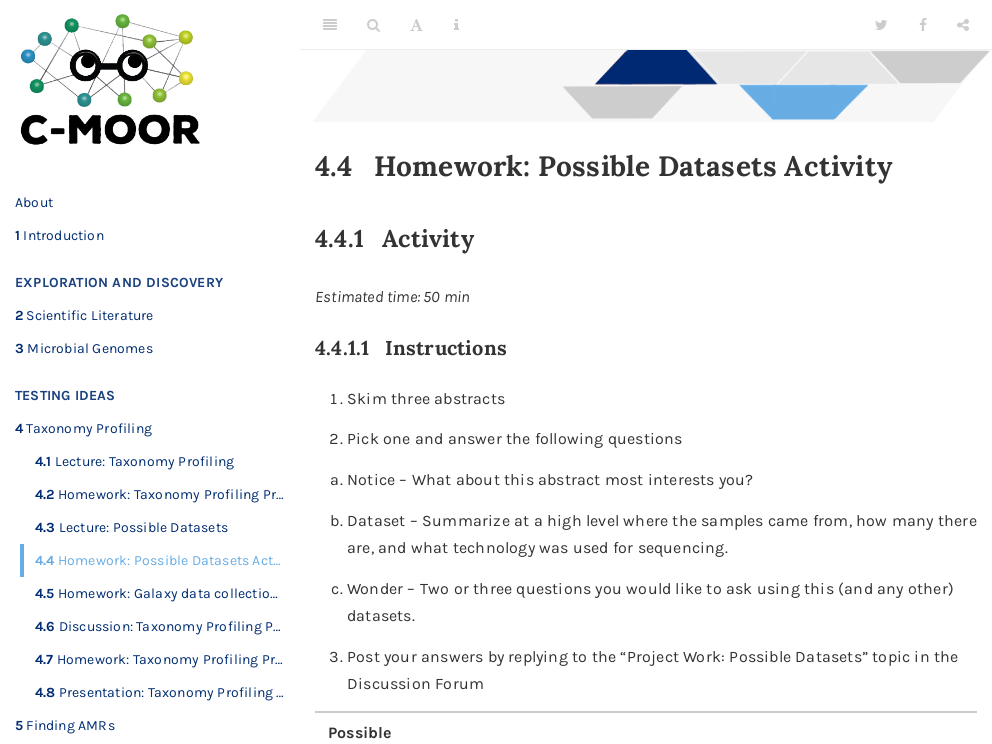 C-MOOR
About
1 Introduction
EXPLORATION AND DISCOVERY
2 Scientific Literature
3 Microbial Genomes
TESTING IDEAS
4 Taxonomy Profiling
4.1 Lecture: Taxonomy Profiling
4.2 Homework: Taxonomy Profiling Pr...
4.3 Lecture: Possible Datasets
4.4 Homework: Possible Datasets Act...
4.5 Homework: Galaxy data collectio...
4.6 Discussion: Taxonomy Profiling P...
4.7 Homework: Taxonomy Profiling Pr...
4.8 Presentation: Taxonomy Profiling ...
5 Finding AMRs
4.4 Homework: Possible Datasets Activity
4.4.1 Activity
Estimated time: 50 min
4.4.1.1 Instructions
1. Skim three abstracts
2. Pick one and answer the following questions
a. Notice – What about this abstract most interests you?
b. Dataset – Summarize at a high level where the samples came from, how many there
are, and what technology was used for sequencing.
c. Wonder – Two or three questions you would like to ask using this (and any other)
datasets.
3. Post your answers by replying to the “Project Work: Possible Datasets” topic in the
Discussion Forum
Possible